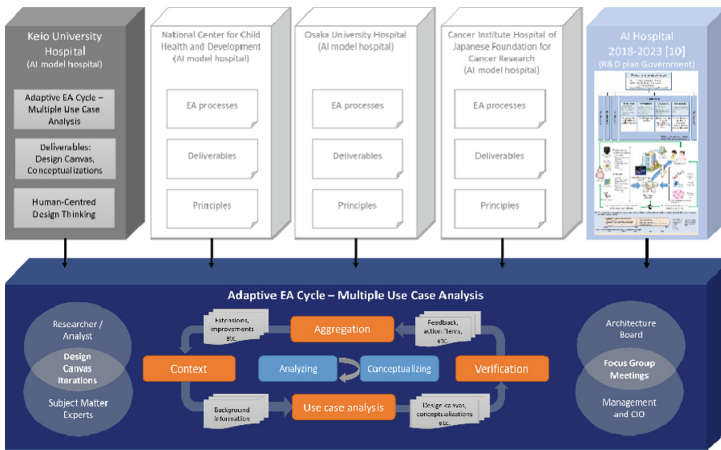 Keio University
Hospital
(AI model hospital)
Adaptive EA Cycle –
Multiple Use Case
Analysis
Deliverables:
Design Canvas,
Conceptualizations
Human-Centred
Design Thinking
National Center for Child
Health and Development
(AI model hospital)
EA processes
Deliverables
Principles
Osaka University Hospital
(AI model hospital)
EA processes
Deliverables
Principles
Cancer Institute Hospital of
Japanese Foundation for
Cancer Research
(AI model hospital)
EA processes
Deliverables
Principles
AI Hospital
2018-2023 [10]
(R&D plan Government)
Adaptive EA Cycle – Multiple Use Case Analysis
Researcher /
Analyst
Design
Canvas
Iterations
Subject Matter
Experts
Extensions,
improvements
etc.
Aggregation
Feedback,
action items,
etc.
Context
Analyzing
Conceptualizing
Verification
Background
Information
Use case analysis
Design canvas,
conceptualizations
etc.
Architecture
Board
Focus Group
Meetings
Management
and CIO